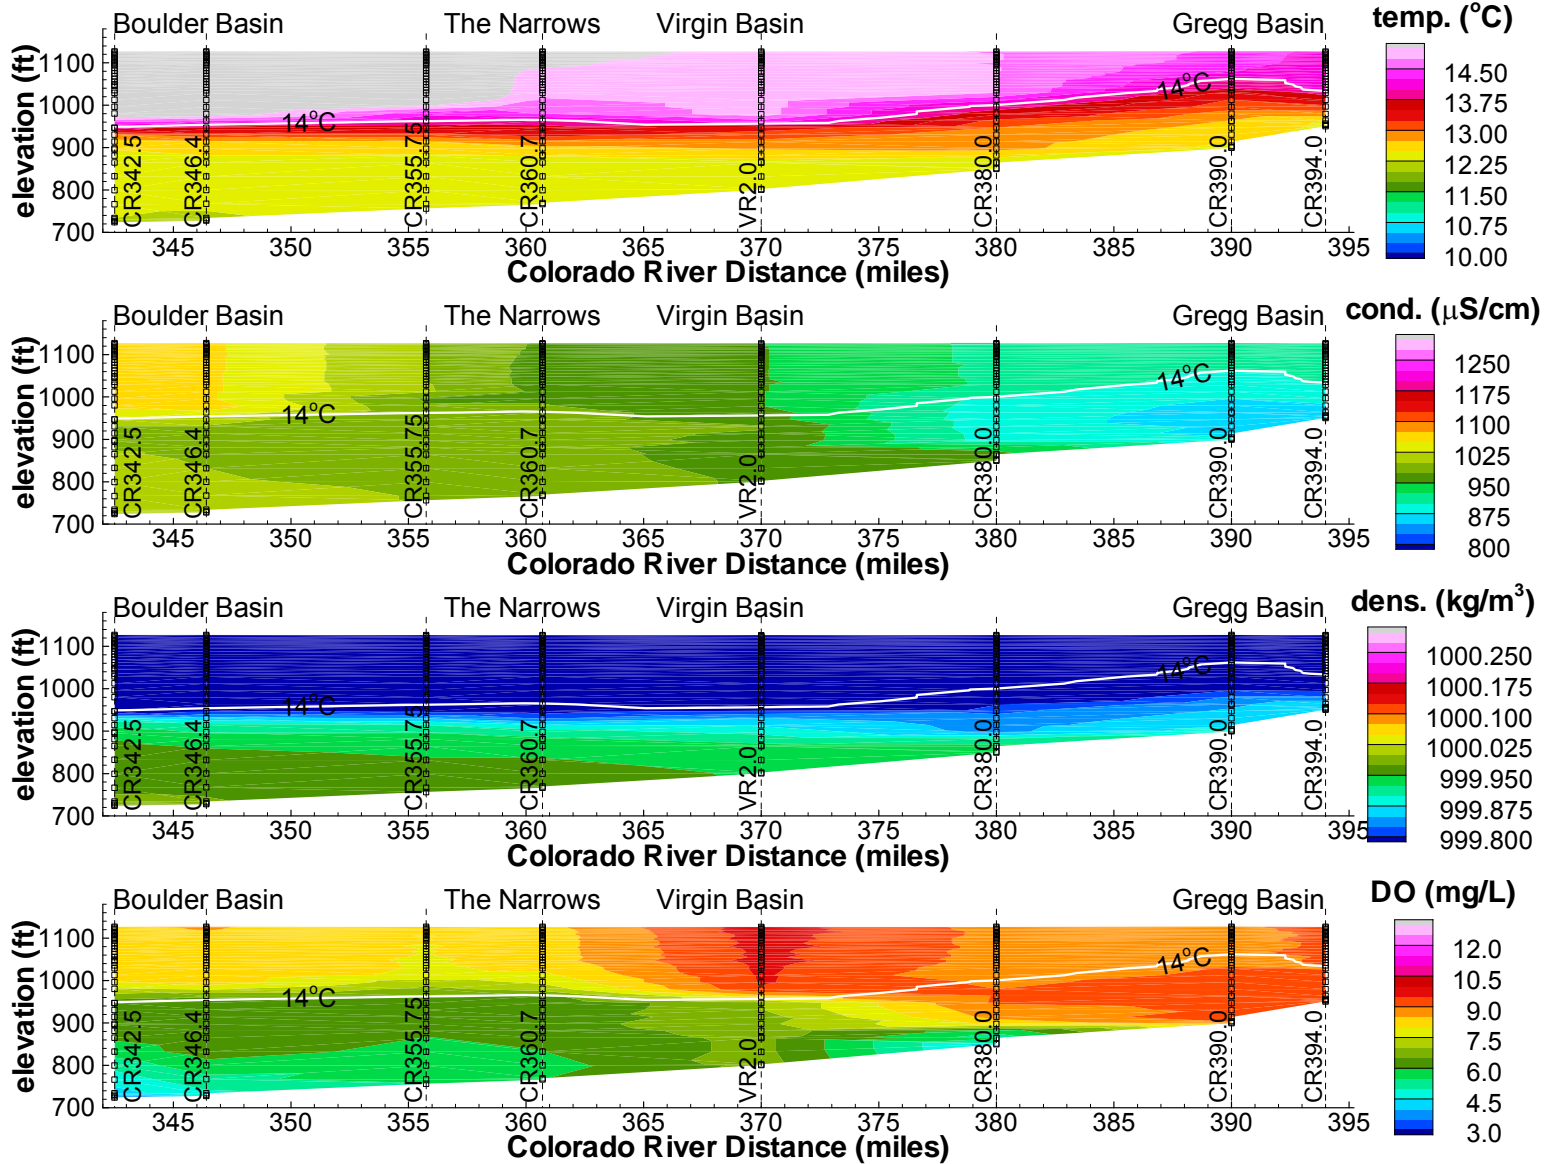 Boulder Basin The Narrows Virgin Basin Gregg Basin temp. (°C)
elevation (ft)
1100
1000
900
800
700
14°C 14°C
CR342.5 CR346.4 CR355.75 CR360.7 VR2.0 CR380.0 CR390.0 CR394.0
345 350 355 360 365 370 375 380 385 390 395
Colorado River Distance (miles)
14.50
13.75
13.00
12.25
11.50
10.75
10.00
Boulder Basin The Narrows Virgin Basin Gregg Basin cond. (μS/cm)
elevation (ft)
1100
1000
900
800
700
14°C 14°C
CR342.5 CR346.4 CR355.75 CR360.7 VR2.0 CR380.0 CR390.0 CR394.0
345 350 355 360 365 370 375 380 385 390 395
Colorado River Distance (miles)
1250
1175
1100
1025
950
875
800
Boulder Basin The Narrows Virgin Basin Gregg Basin dens. (kg/m³)
elevation (ft)
1100
1000
900
800
700
14°C 14°C
CR342.5 CR346.4 CR355.75 CR360.7 VR2.0 CR380.0 CR390.0 CR394.0
345 350 355 360 365 370 375 380 385 390 395
Colorado River Distance (miles)
1000.250
1000.175
1000.100
1000.025
999.950
999.875
999.800
Boulder Basin The Narrows Virgin Basin Gregg Basin DO (mg/L)
elevation (ft)
1100
1000
900
800
700
14°C 14°C
CR342.5 CR346.4 CR355.75 CR360.7 VR2.0 CR380.0 CR390.0 CR394.0
345 350 355 360 365 370 375 380 385 390 395
Colorado River Distance (miles)
12.0
10.5
9.0
7.5
6.0
4.5
3.0